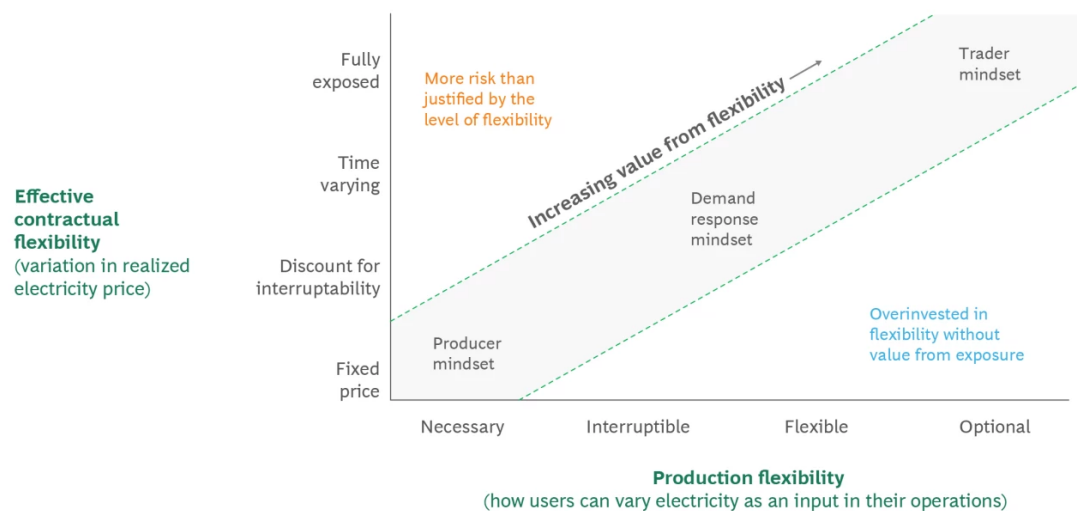 Fully
exposed
Time
varying
Discount for
interruptability
Fixed
price
Effective
contractual
flexibility
(variation in realized
electricity price)
More risk than
justified by the
level of flexibility
Increasing value from flexibility
Trader
mindset
Demand
response
mindset
Producer
mindset
Overinvested in
flexibility without
value from exposure
Necessary
Interruptible
Flexible
Optional
Production flexibility
(how users can vary electricity as an input in their operations)